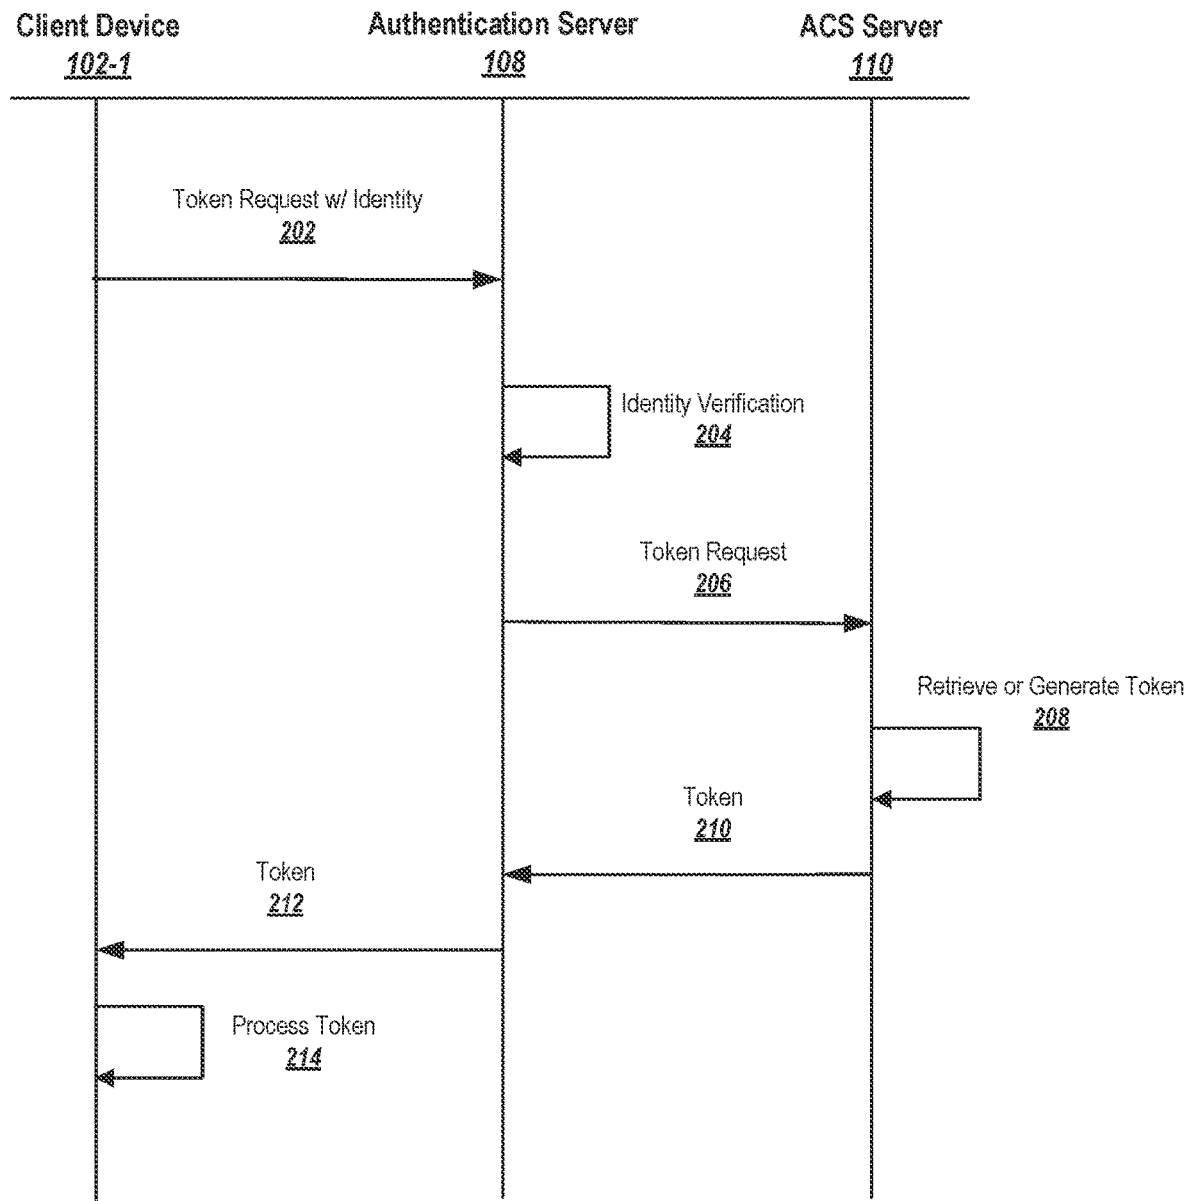 Client Device
102-1
Authentication Server
108
ACS Server
110
Token Request w/ Identity
202
Identity Verification
204
Token Request
206
Retrieve or Generate Token
208
Token
210
Token
212
Process Token
214